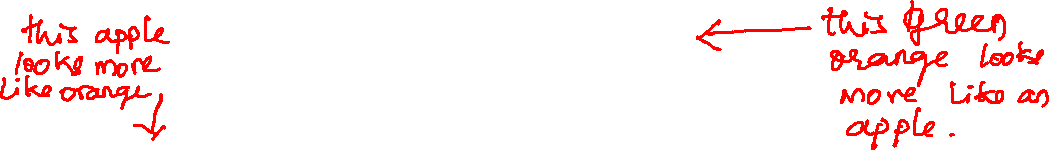 this apple
looks more
like orange
this green
orange looks
more like an
apple.